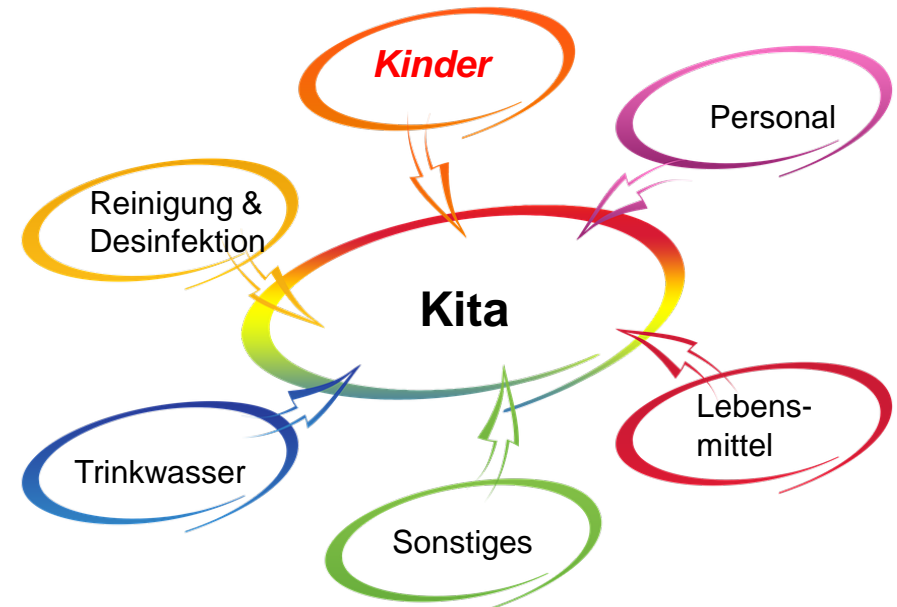 Kinder
Personal
Reinigung &
Desinfektion
Kita
Lebens-
mittel
Trinkwasser
Sonstiges